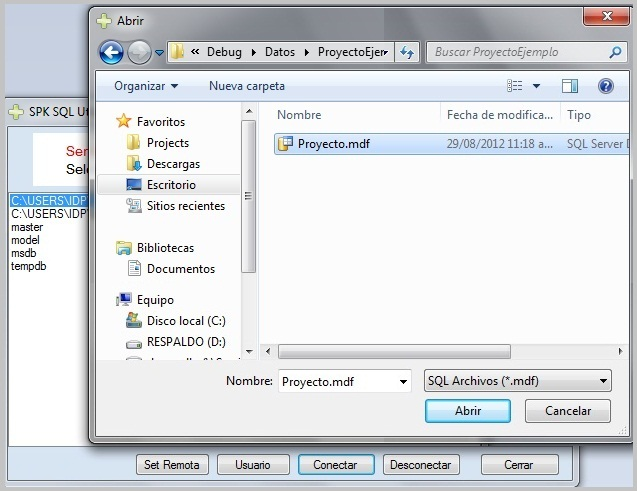 Abrir
« Debug ▸ Datos ▸ ProyectoEjer
Buscar ProyectoEjemplo
Organizar
Nueva carpeta
Favoritos
Projects
Descargas
Escritorio
Sitios recientes
Bibliotecas
Documentos
Equipo
Disco local (C:)
RESPALDO (D:)
Nombre
Fecha de modifica...
Tipo
Proyecto.mdf
29/08/2012 11:18 a...
SQL Server
Nombre:
Proyecto.mdf
SQL Archivos (*.mdf)
Abrir
Cancelar
SPK SQL Ut
Ser
Sele
C:\USERS\IDP
C:\USERS\IDP
master
model
msdb
tempdb
Set Remota
Usuario
Conectar
Desconectar
Cerrar